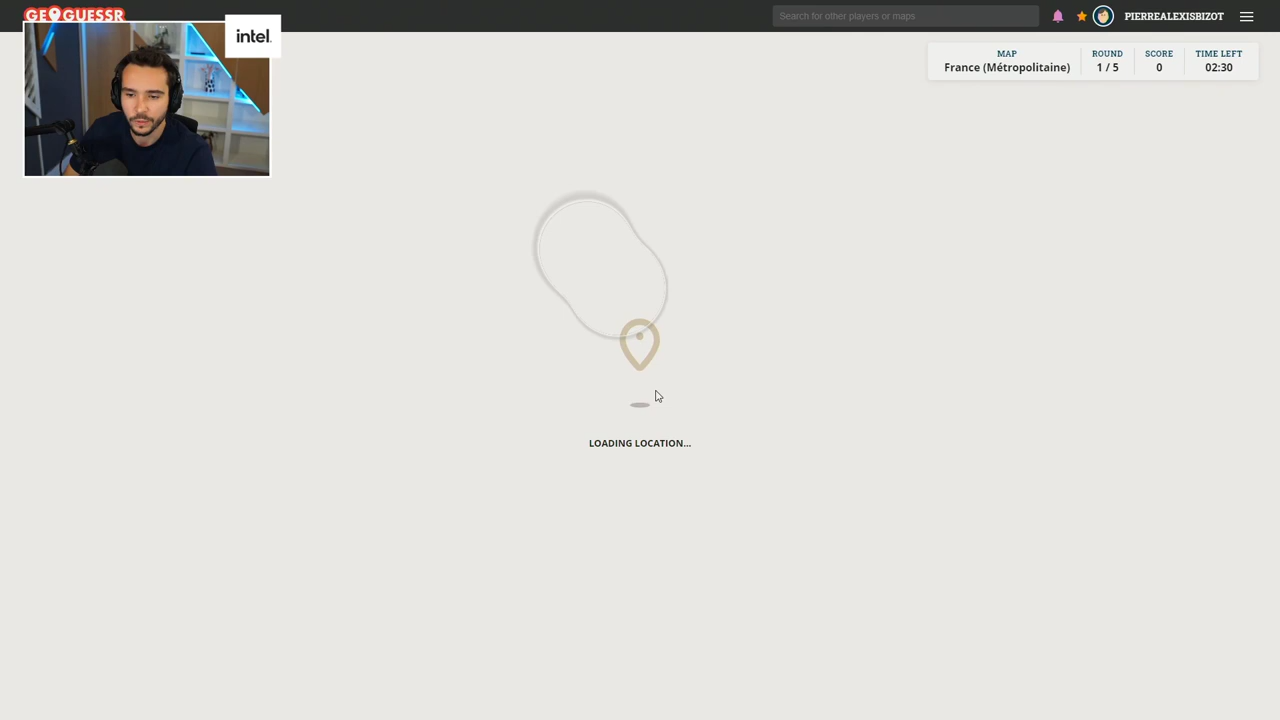 GEOGUESSR
intel.
Search for other players or maps
PIERREALEXISBIZOT
MAP
France (Métropolitaine)
ROUND
1 / 5
SCORE
0
TIME LEFT
02:30
LOADING LOCATION...